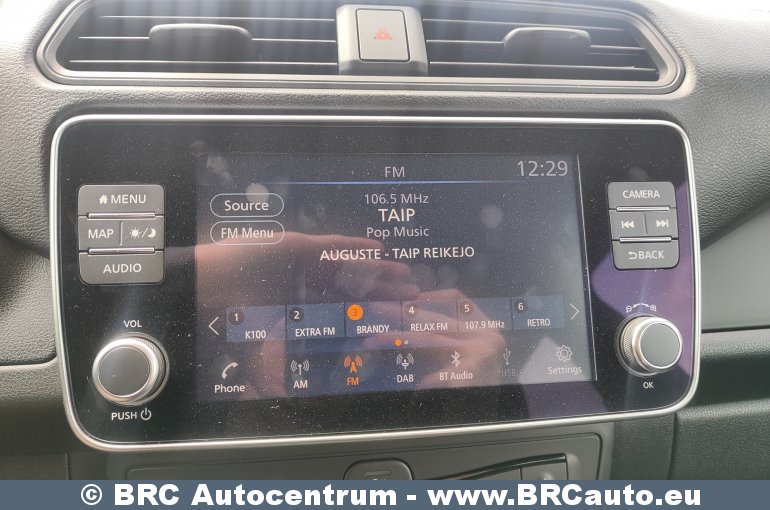 FM
12:29
MENU
MAP
AUDIO
Source
FM Menu
106.5 MHz
TAIP
Pop Music
AUGUSTE - TAIP REIKEJO
CAMERA
BACK
1 K100
2 EXTRA FM
3 BRANDY
4 RELAX FM
5 107.9 MHz
6 RETRO
VOL
PUSH
OK
Phone
AM
FM
DAB
BT Audio
USB
Settings
© BRC Autocentrum - www.BRCauto.eu